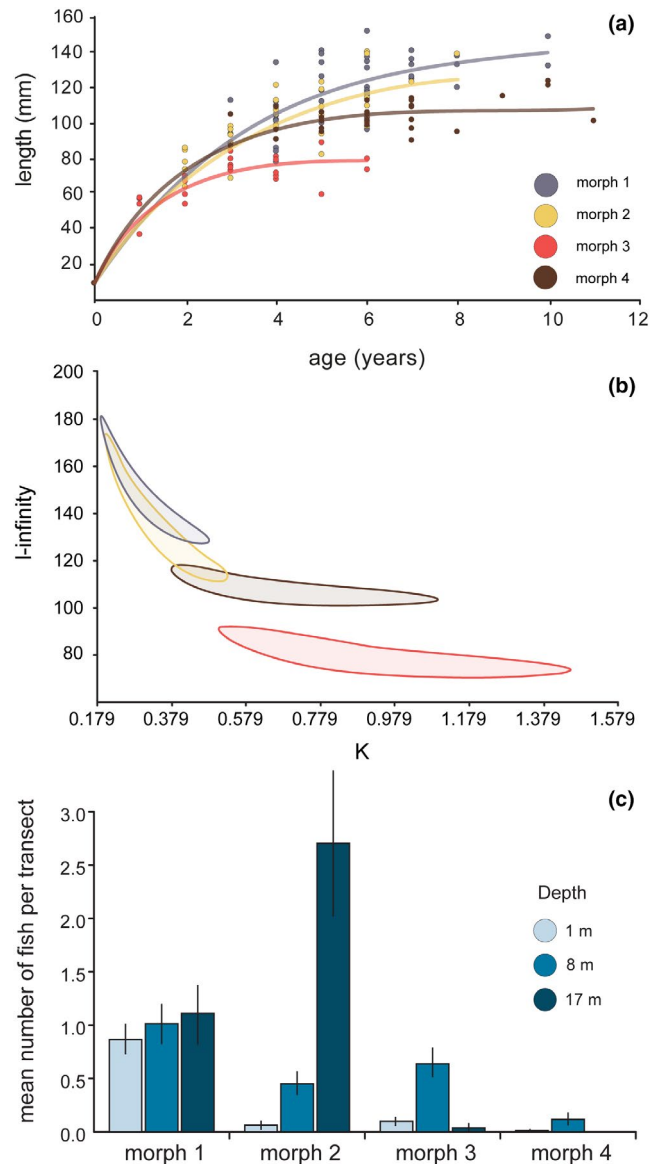 (a)
length (mm)
160
140
120
100
80
60
40
20
0
2
4
6
8
10
12
age (years)
morph 1
morph 2
morph 3
morph 4
(b)
l-infinity
200
180
160
140
120
100
80
0.179
0.379
0.579
0.779
0.979
1.179
1.379
1.579
K
(c)
mean number of fish per transect
3.0
2.5
2.0
1.5
1.0
0.5
0.0
Depth
1 m
8 m
17 m
morph 1
morph 2
morph 3
morph 4